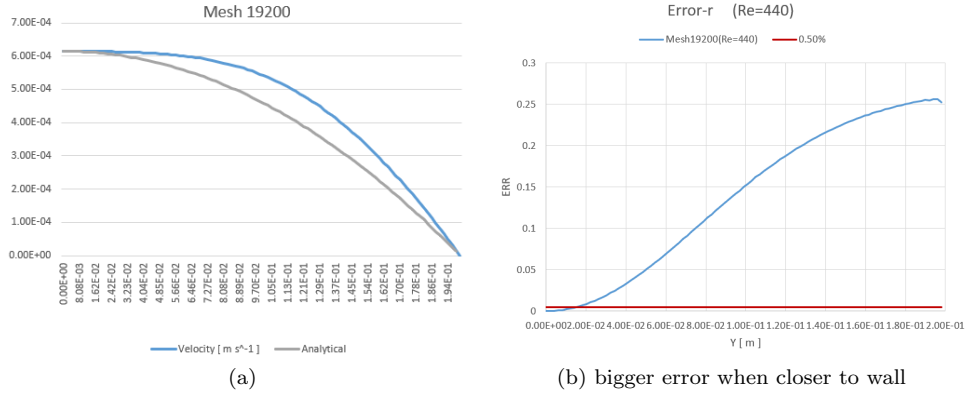 Mesh 19200
7.00E-04
6.00E-04
5.00E-04
4.00E-04
3.00E-04
2.00E-04
1.00E-04
0.00E+00
0.00E+00
8.08E-03
1.62E-02
2.42E-02
3.23E-02
4.04E-02
4.85E-02
5.66E-02
6.46E-02
7.27E-02
8.08E-02
8.89E-02
9.70E-02
1.05E-01
1.13E-01
1.21E-01
1.29E-01
1.37E-01
1.45E-01
1.54E-01
1.62E-01
1.70E-01
1.78E-01
1.86E-01
1.94E-01
Velocity [ m s^-1 ]
Analytical
(a)
Error-r (Re=440)
Mesh19200(Re=440)
0.50%
0.3
0.25
0.2
0.15
0.1
0.05
0
ERR
0.00E+00
2.00E-02
4.00E-02
6.00E-02
8.00E-02
1.00E-01
1.20E-01
1.40E-01
1.60E-01
1.80E-01
2.00E-01
Y [ m ]
(b) bigger error when closer to wall